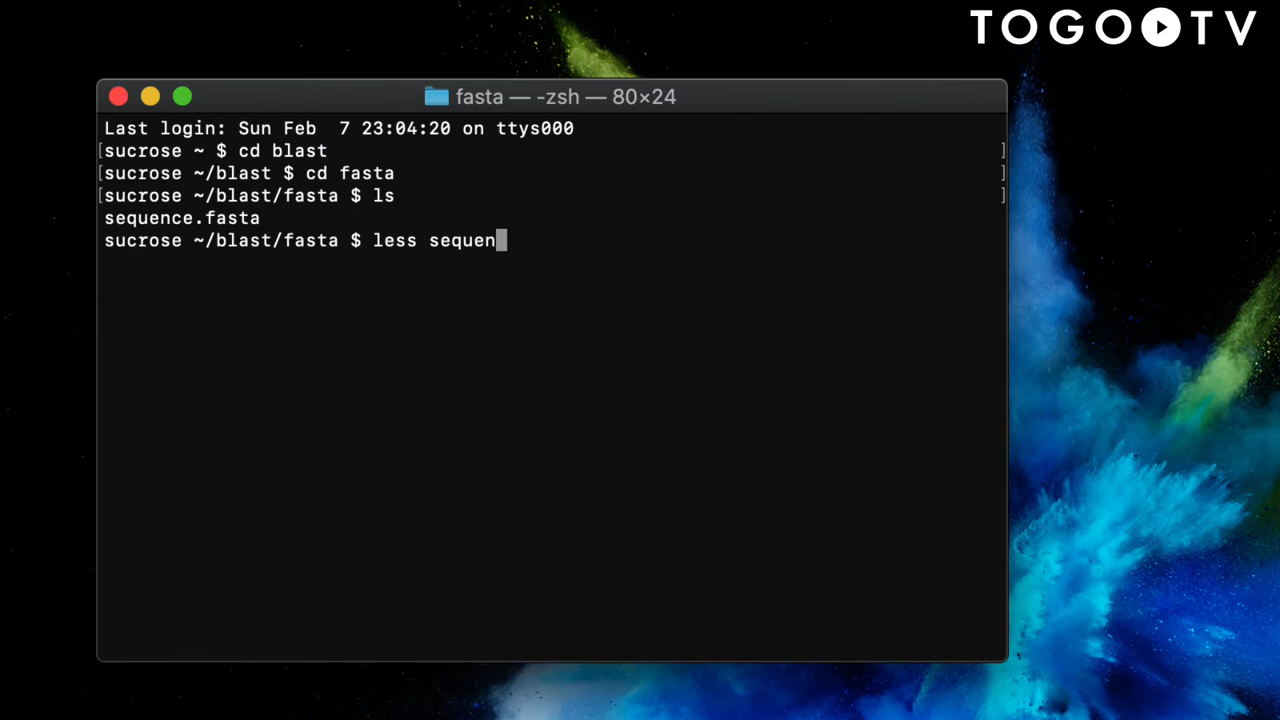 TOGO TV
fasta — -zsh — 80×24
Last login: Sun Feb  7 23:04:20 on ttys000
[sucrose ~ $ cd blast ]
[sucrose ~/blast $ cd fasta ]
[sucrose ~/blast/fasta $ ls ]
sequence.fasta
sucrose ~/blast/fasta $ less sequen